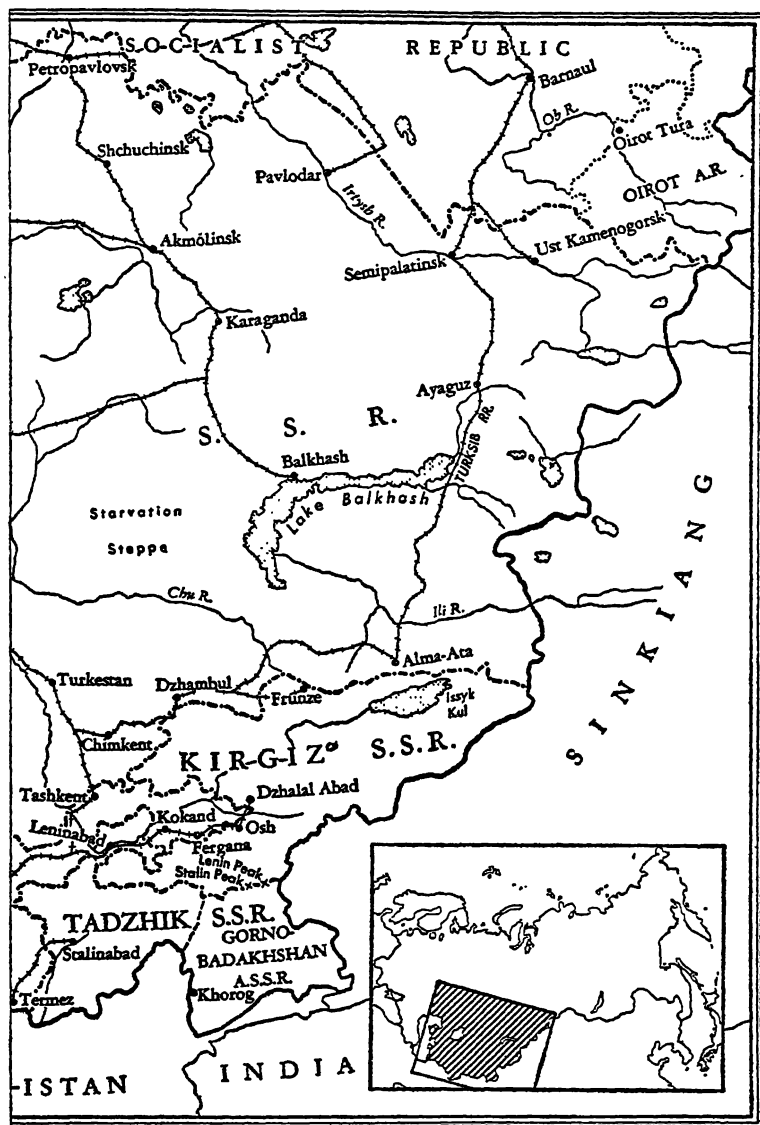 SOCIALIST REPUBLIC
Petropavlovsk
Barnaul
Ob R.
Oirot Tura
Shchuchinsk
Pavlodar
Irtysh R.
OIROT A.R.
Akmólinsk
Ust Kamenogorsk
Semipalatinsk
Karaganda
Ayaguz
S. S. R.
TURKSIB RR.
Balkhash
Lake Balkhash
Starvation
Steppe
SINKIANG
Chu R.
Ili R.
Alma-Ata
Turkestan
Dzhambul
Frunze
Issyk
Kul
Chimkent
KIRGIZ S.S.R.
Tashkent
Dzhalal Abad
Leninabad
Kokand
Osh
Fergana
Lenin Peak
Stalin Peak
TADZHIK S.S.R.
GORNO
BADAKHSHAN
A.S.S.R.
Stalinabad
Khorog
Termez
INDIA
-ISTAN